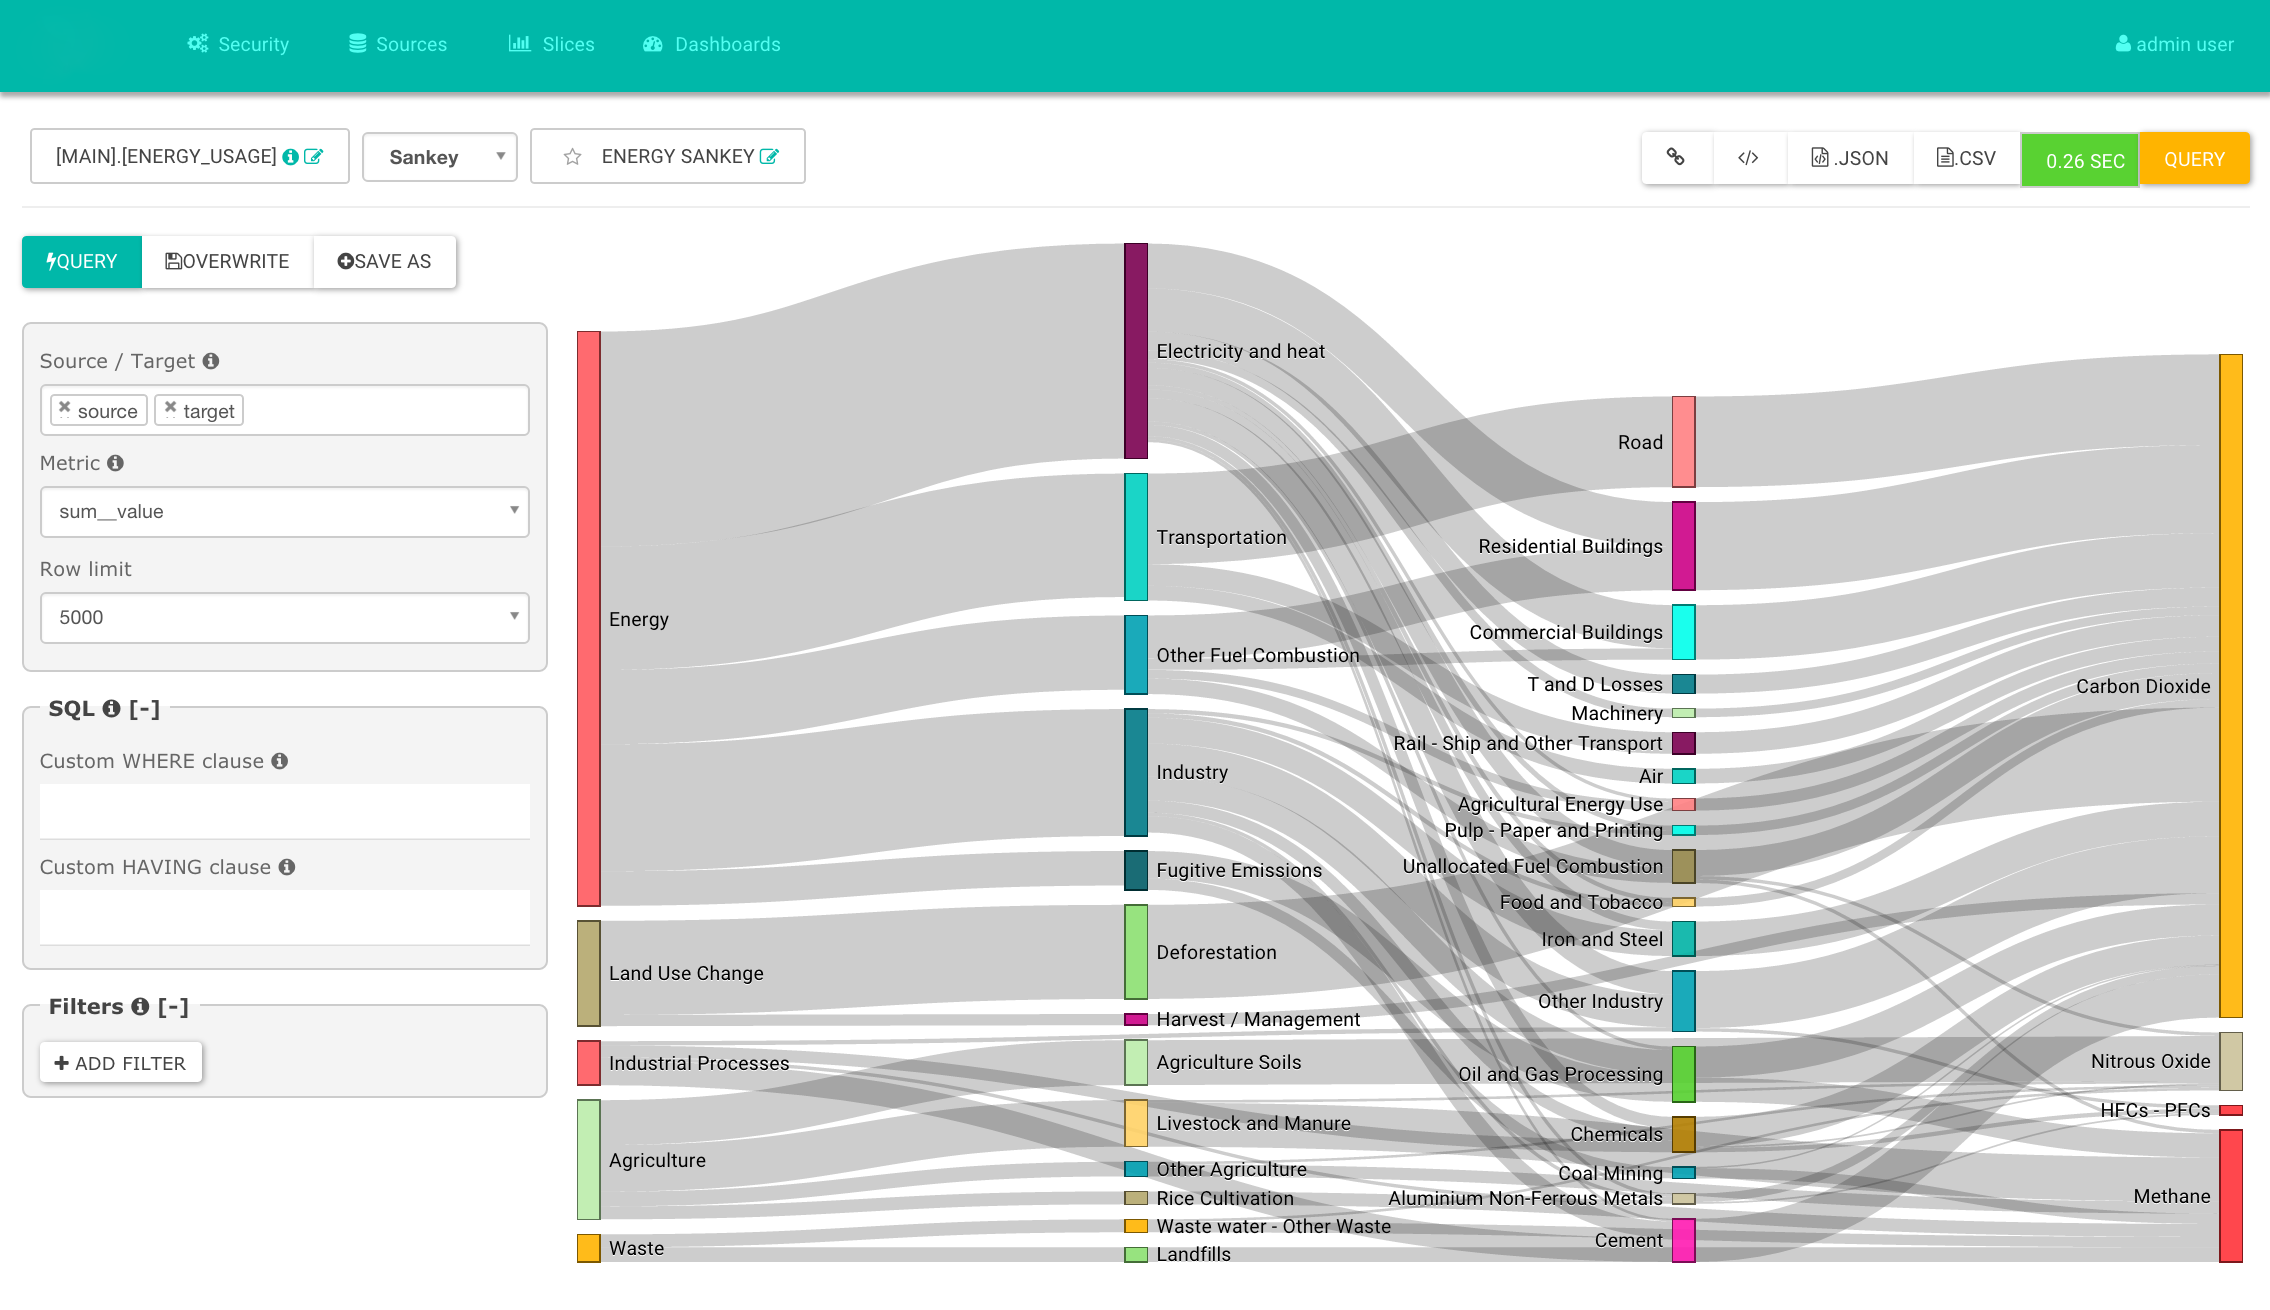 Security Sources Slices Dashboards admin user
[MAIN].[ENERGY_USAGE] Sankey ENERGY SANKEY .JSON .CSV 0.26 SEC QUERY
QUERY OVERWRITE SAVE AS
Source / Target
source target
Metric
sum__value
Row limit
5000
SQL [-]
Custom WHERE clause
Custom HAVING clause
Filters [-]
ADD FILTER
Energy
Land Use Change
Industrial Processes
Agriculture
Waste
Electricity and heat
Transportation
Other Fuel Combustion
Industry
Fugitive Emissions
Deforestation
Harvest / Management
Agriculture Soils
Livestock and Manure
Other Agriculture
Rice Cultivation
Waste water - Other Waste
Landfills
Road
Residential Buildings
Commercial Buildings
T and D Losses
Machinery
Rail - Ship and Other Transport
Air
Agricultural Energy Use
Pulp - Paper and Printing
Unallocated Fuel Combustion
Food and Tobacco
Iron and Steel
Other Industry
Oil and Gas Processing
Chemicals
Coal Mining
Aluminium Non-Ferrous Metals
Cement
Carbon Dioxide
Nitrous Oxide
HFCs - PFCs
Methane